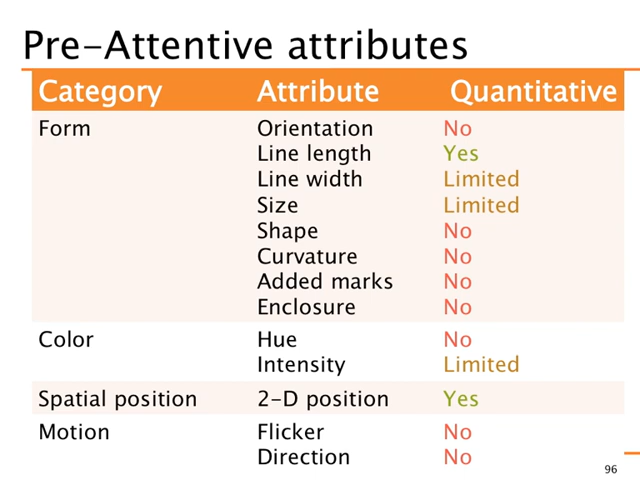 Pre-Attentive attributes
Category Attribute Quantitative
Form Orientation No
Line length Yes
Line width Limited
Size Limited
Shape No
Curvature No
Added marks No
Enclosure No
Color Hue No
Intensity Limited
Spatial position 2-D position Yes
Motion Flicker No
Direction No
96